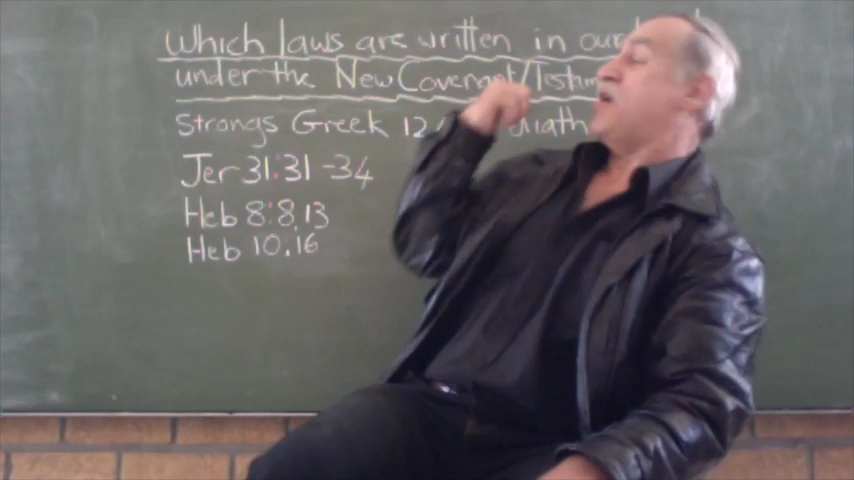 Which laws are written in our
under the New Covenant/Testam
Strongs Greek 12
Jer 31:31-34
Heb 8:8,13
Heb 10,16